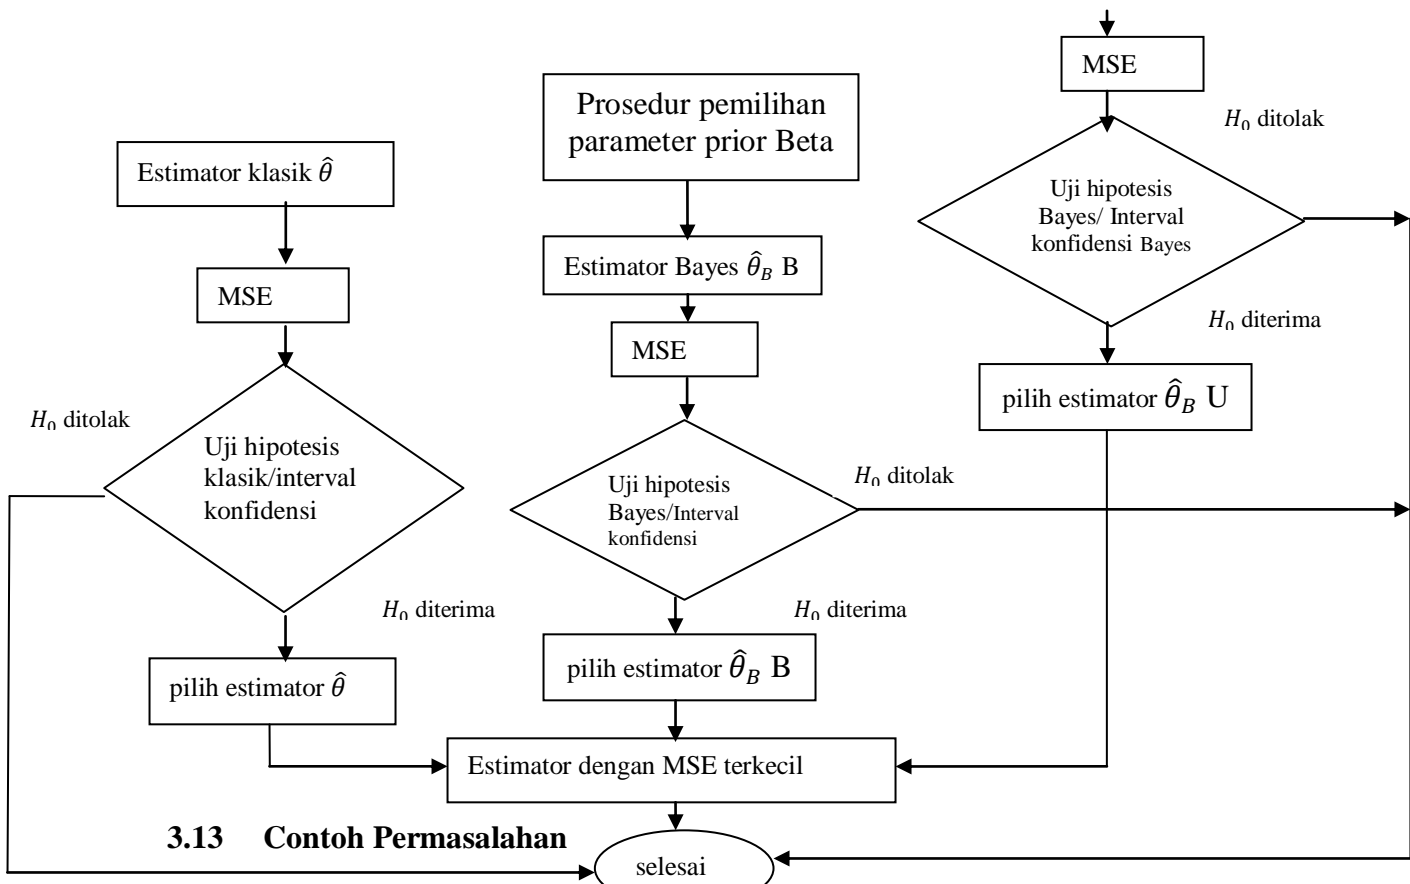 MSE
H₀ ditolak
Prosedur pemilihan
parameter prior Beta
Estimator klasik θ̂
Uji hipotesis
Bayes/ Interval
konfidensi Bayes
Estimator Bayes θ̂_B B
MSE
H₀ diterima
MSE
pilih estimator θ̂_B U
H₀ ditolak
Uji hipotesis
klasik/interval
konfidensi
H₀ ditolak
Uji hipotesis
Bayes/Interval
konfidensi
H₀ diterima
H₀ diterima
pilih estimator θ̂
pilih estimator θ̂_B B
Estimator dengan MSE terkecil
3.13 Contoh Permasalahan
selesai